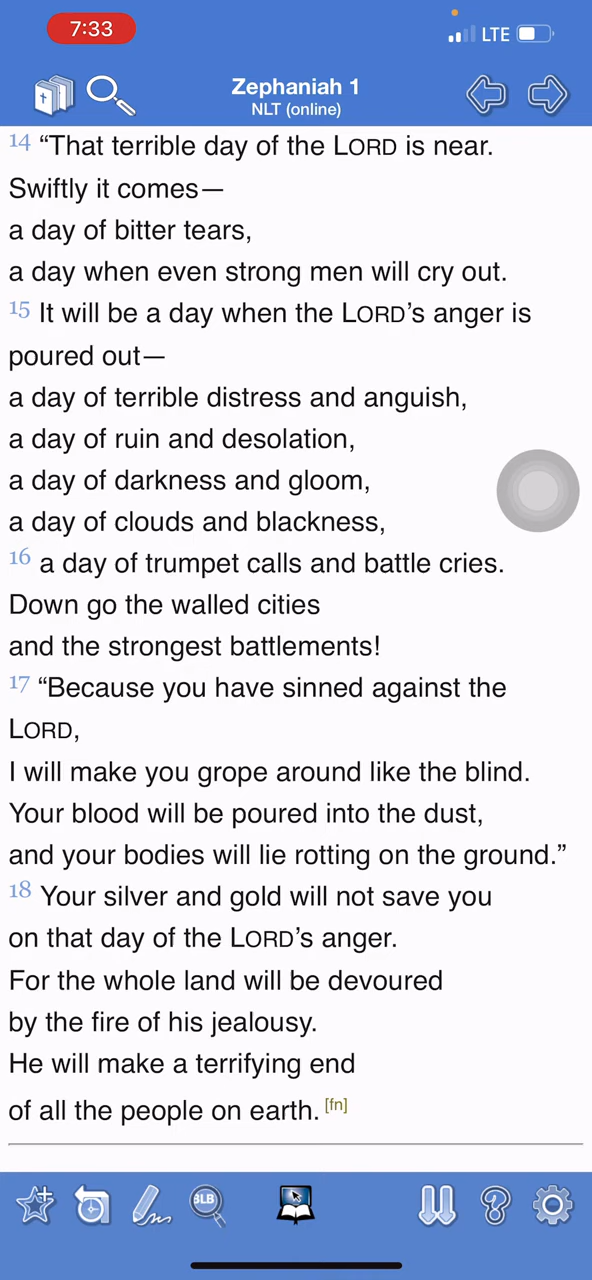 7:33
LTE
Zephaniah 1
NLT (online)
14 “That terrible day of the LORD is near.
Swiftly it comes—
a day of bitter tears,
a day when even strong men will cry out.
15 It will be a day when the LORD’s anger is
poured out—
a day of terrible distress and anguish,
a day of ruin and desolation,
a day of darkness and gloom,
a day of clouds and blackness,
16 a day of trumpet calls and battle cries.
Down go the walled cities
and the strongest battlements!
17 “Because you have sinned against the
LORD,
I will make you grope around like the blind.
Your blood will be poured into the dust,
and your bodies will lie rotting on the ground.”
18 Your silver and gold will not save you
on that day of the LORD’s anger.
For the whole land will be devoured
by the fire of his jealousy.
He will make a terrifying end
of all the people on earth. [fn]
BLB